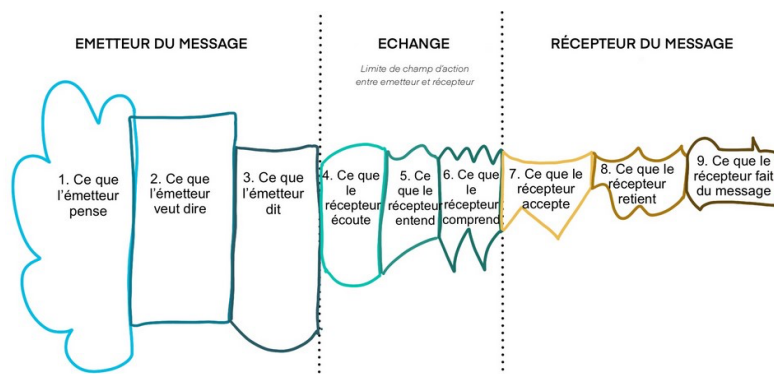 EMETTEUR DU MESSAGE
ECHANGE
RÉCEPTEUR DU MESSAGE
Limite de champ d'action
entre emetteur et récepteur
1. Ce que
l'émetteur
pense
2. Ce que
l'émetteur
veut dire
3. Ce que
l'émetteur
dit
4. Ce que
le
récepteur
écoute
5. Ce
que le
récepteur
entend
6. Ce que
le
récepteur
comprend
7. Ce que
le
récepteur
accepte
8. Ce que le
récepteur
retient
9. Ce que le
récepteur fait
du message